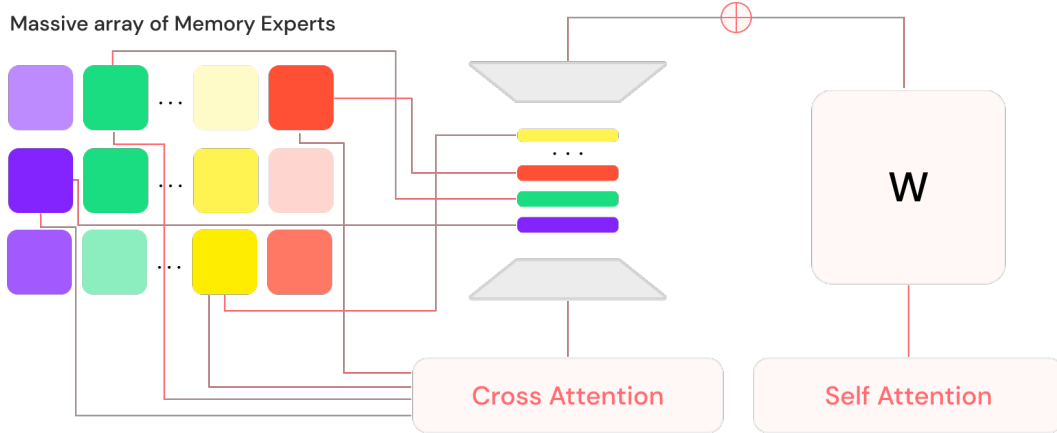 Massive array of Memory Experts
...
...
...
...
W
Cross Attention
Self Attention